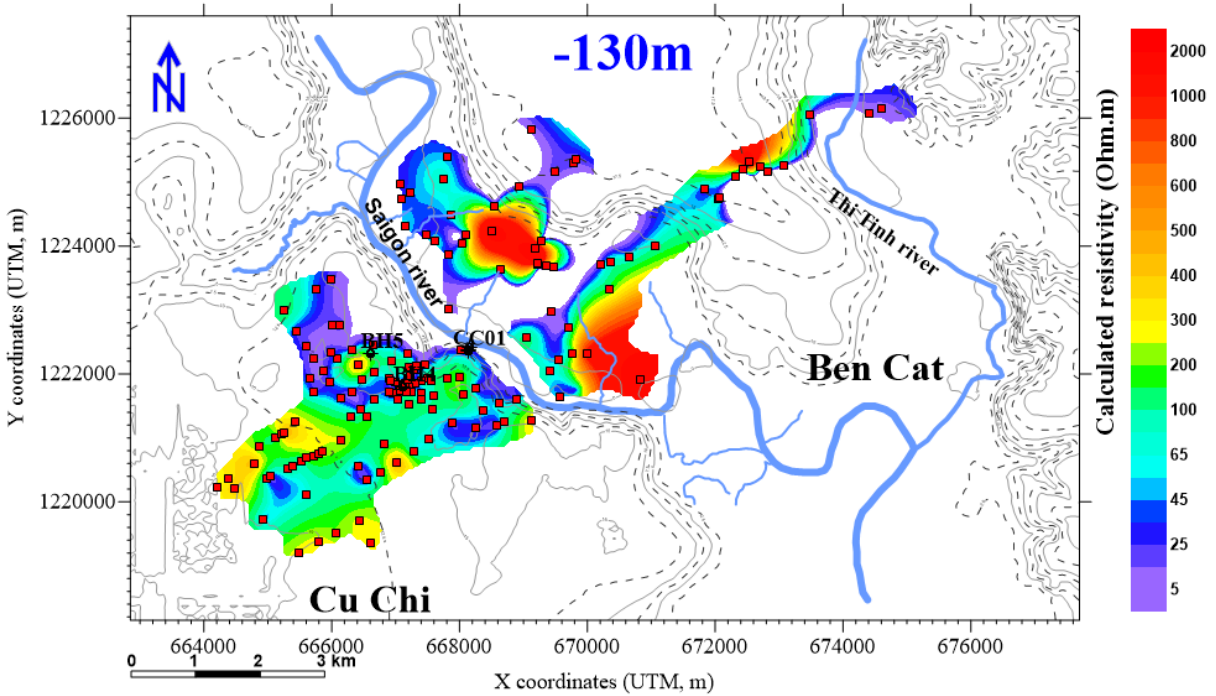 -130m
N
1226000
1224000
1222000
1220000
Y coordinates (UTM, m)
Saigon river
Thi Tinh river
BH5
CC01
Ben Cat
Cu Chi
664000
666000
668000
670000
672000
674000
676000
0 1 2 3 km
X coordinates (UTM, m)
Calculated resistivity (Ohm.m)
2000
1000
800
600
400
300
200
100
65
45
25
5